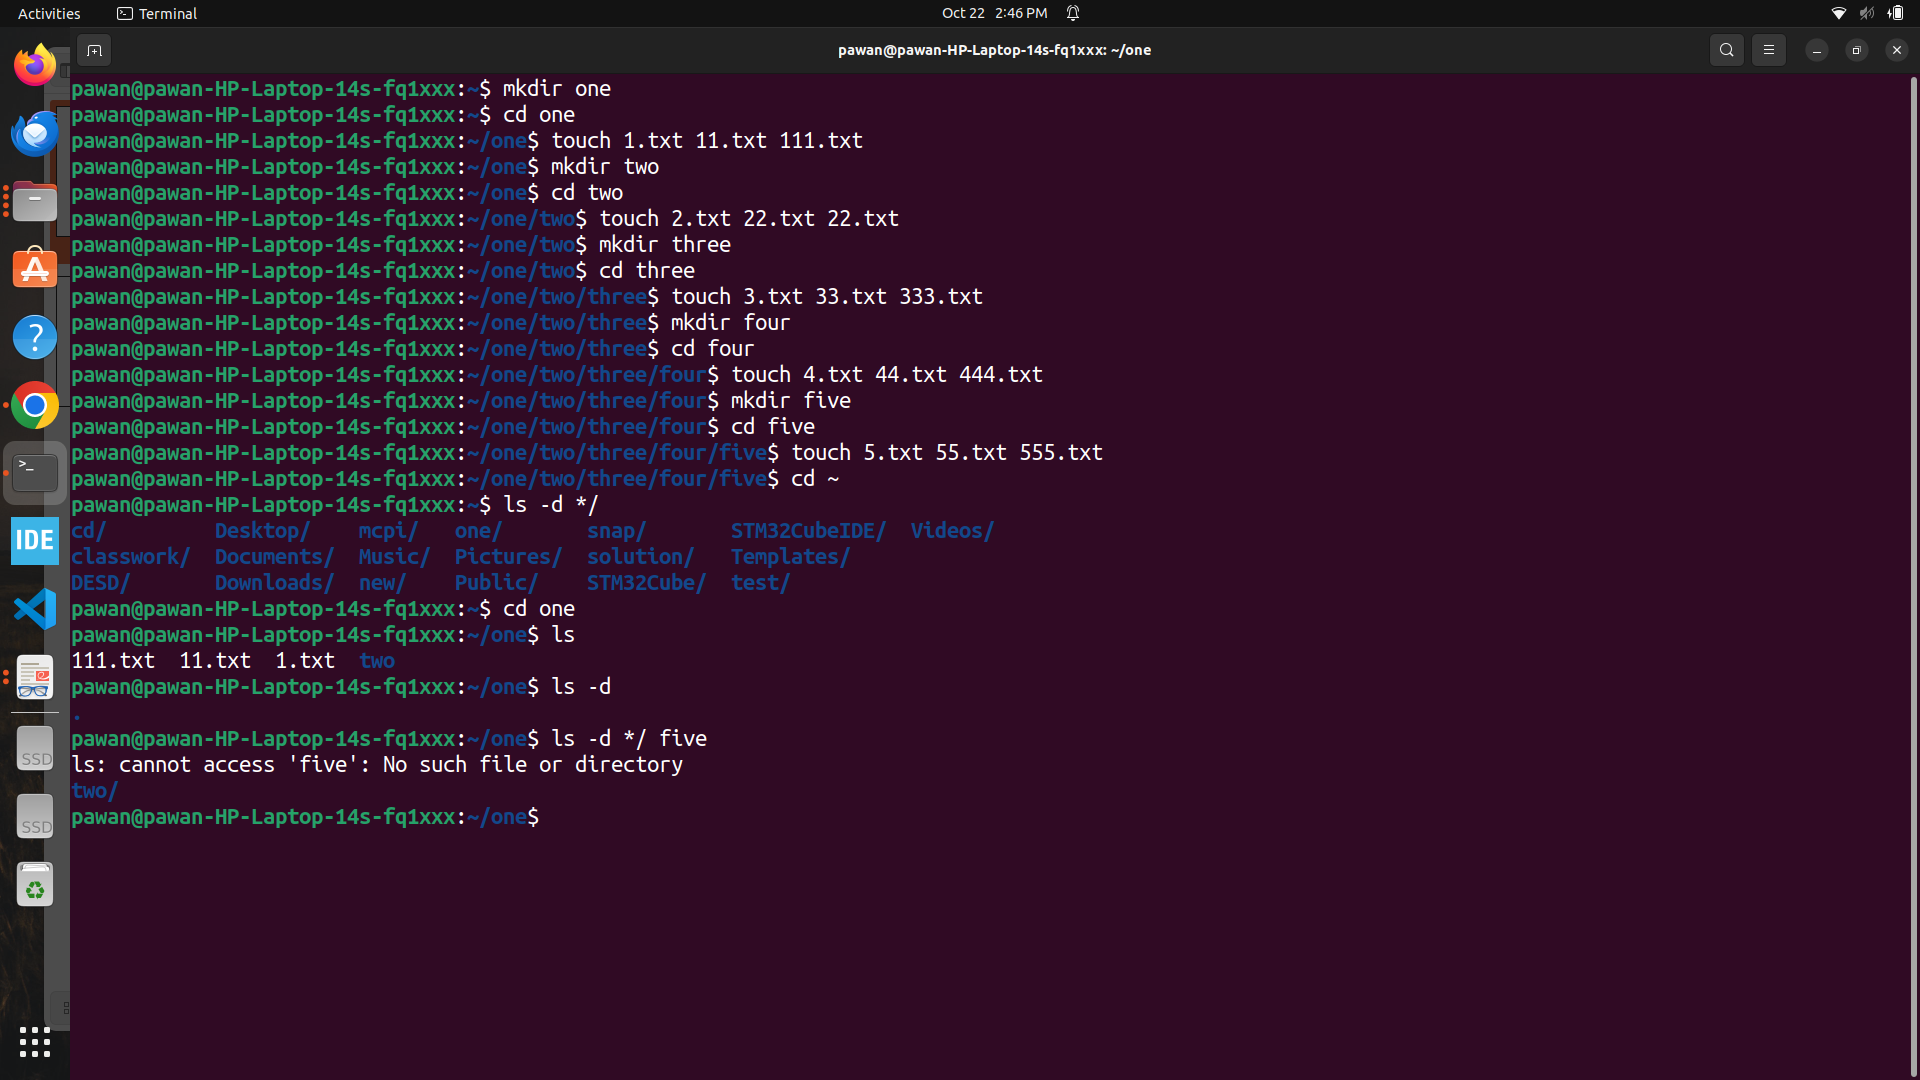 Activities Terminal Oct 22 2:46 PM
pawan@pawan-HP-Laptop-14s-fq1xxx: ~/one
pawan@pawan-HP-Laptop-14s-fq1xxx:~$ mkdir one
pawan@pawan-HP-Laptop-14s-fq1xxx:~$ cd one
pawan@pawan-HP-Laptop-14s-fq1xxx:~/one$ touch 1.txt 11.txt 111.txt
pawan@pawan-HP-Laptop-14s-fq1xxx:~/one$ mkdir two
pawan@pawan-HP-Laptop-14s-fq1xxx:~/one$ cd two
pawan@pawan-HP-Laptop-14s-fq1xxx:~/one/two$ touch 2.txt 22.txt 22.txt
pawan@pawan-HP-Laptop-14s-fq1xxx:~/one/two$ mkdir three
pawan@pawan-HP-Laptop-14s-fq1xxx:~/one/two$ cd three
pawan@pawan-HP-Laptop-14s-fq1xxx:~/one/two/three$ touch 3.txt 33.txt 333.txt
pawan@pawan-HP-Laptop-14s-fq1xxx:~/one/two/three$ mkdir four
pawan@pawan-HP-Laptop-14s-fq1xxx:~/one/two/three$ cd four
pawan@pawan-HP-Laptop-14s-fq1xxx:~/one/two/three/four$ touch 4.txt 44.txt 444.txt
pawan@pawan-HP-Laptop-14s-fq1xxx:~/one/two/three/four$ mkdir five
pawan@pawan-HP-Laptop-14s-fq1xxx:~/one/two/three/four$ cd five
pawan@pawan-HP-Laptop-14s-fq1xxx:~/one/two/three/four/five$ touch 5.txt 55.txt 555.txt
pawan@pawan-HP-Laptop-14s-fq1xxx:~/one/two/three/four/five$ cd ~
pawan@pawan-HP-Laptop-14s-fq1xxx:~$ ls -d */
cd/ Desktop/ mcpi/ one/ snap/ STM32CubeIDE/ Videos/
classwork/ Documents/ Music/ Pictures/ solution/ Templates/
DESD/ Downloads/ new/ Public/ STM32Cube/ test/
pawan@pawan-HP-Laptop-14s-fq1xxx:~$ cd one
pawan@pawan-HP-Laptop-14s-fq1xxx:~/one$ ls
111.txt 11.txt 1.txt two
pawan@pawan-HP-Laptop-14s-fq1xxx:~/one$ ls -d
.
pawan@pawan-HP-Laptop-14s-fq1xxx:~/one$ ls -d */ five
ls: cannot access 'five': No such file or directory
two/
pawan@pawan-HP-Laptop-14s-fq1xxx:~/one$
IDE
SSD
SSD